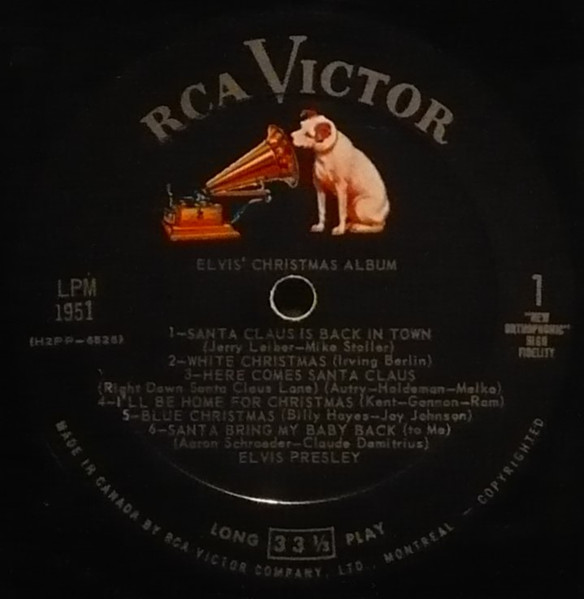 RCA VICTOR
ELVIS' CHRISTMAS ALBUM
LPM
1951
(H2PP-6525)
1
"NEW
ORTHOPHONIC"
HIGH
FIDELITY
1-SANTA CLAUS IS BACK IN TOWN
(Jerry Leiber-Mike Stoller)
2-WHITE CHRISTMAS (Irving Berlin)
3-HERE COMES SANTA CLAUS
(Right Down Santa Claus Lane) (Autry-Haldeman-Melka)
4-I'LL BE HOME FOR CHRISTMAS (Kent-Gannon-Ram)
5-BLUE CHRISTMAS (Billy Hayes-Jay Johnson)
6-SANTA BRING MY BABY BACK (to Me)
(Aaron Schroeder-Claude Demitrius)
ELVIS PRESLEY
LONG 33⅓ PLAY
MADE IN CANADA BY RCA VICTOR COMPANY, LTD., MONTREAL - COPYRIGHTED